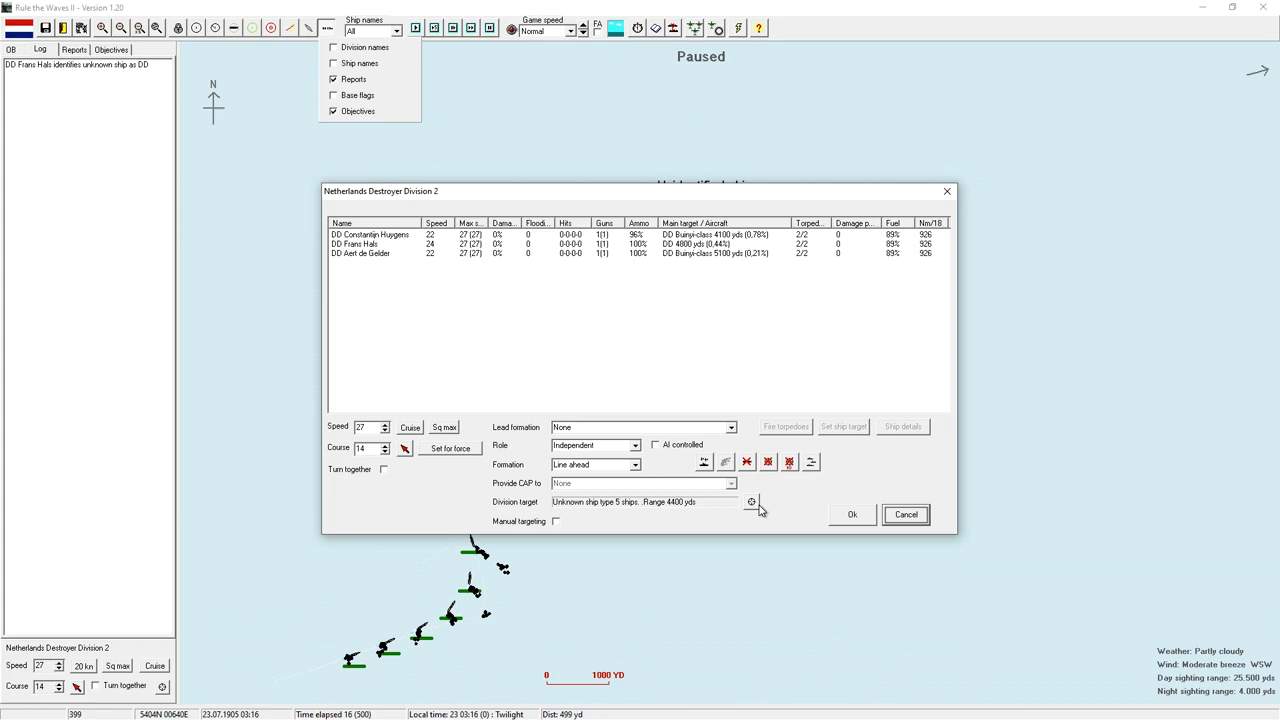 Rule the Waves II - Version 1.20
Ship names
All
Game speed
Normal
FA
OB Log Reports Objectives
DD Frans Hals identifies unknown ship as DD
Division names
Ship names
Reports
Base flags
Objectives
Paused
N
Netherlands Destroyer Division 2
Name Speed Max s... Dama... Floodi... Hits Guns Ammo Main target / Aircraft Torped... Damage p... Fuel Nm/18
DD Constantijn Huygens 22 27 (27) 0% 0 0-0-0-0 1(1) 96% DD Buinyi-class 4100 yds (0,78%) 2/2 0 89% 926
DD Frans Hals 24 27 (27) 0% 0 0-0-0-0 1(1) 100% DD 4800 yds (0,44%) 2/2 0 89% 926
DD Aert de Gelder 22 27 (27) 0% 0 0-0-0-0 1(1) 100% DD Buinyi-class 5100 yds (0,21%) 2/2 0 89% 926
Speed 27 Cruise Sq max
Course 14 Set for force
Turn together
Lead formation None
Role Independent AI controlled
Formation Line ahead
Provide CAP to None
Division target Unknown ship type 5 ships. .Range 4400 yds
Manual targeting
Fire torpedoes Set ship target Ship details
Ok Cancel
Netherlands Destroyer Division 2
Speed 27 20 kn Sq max Cruise
Course 14 Turn together
0 1000 YD
Weather: Partly cloudy
Wind: Moderate breeze WSW
Day sighting range: 25.500 yd
Night sighting range: 4.000 yd
399 5404N 00640E 23.07.1905 03:16 Time elapsed 16 (500) Local time: 23 03:16 (0) : Twilight Dist: 499 yd